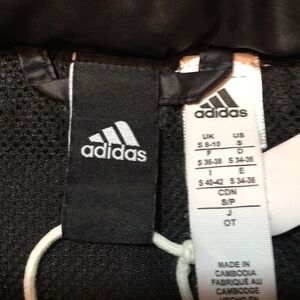 adidas
adidas
UK US
S 8-10 S
F D
S 36-38 S 34-36
I E
S 40-42 S 34-36
CDN
S/P
J
OT
MADE IN
CAMBODIA
FABRIQUÉ AU
CAMBODGE